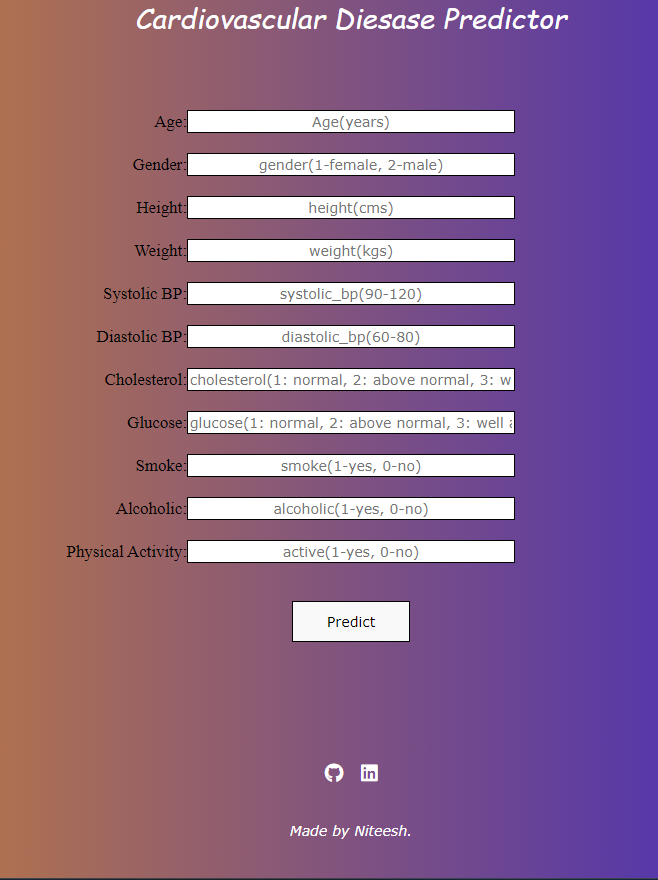 Cardiovascular Diesase Predictor
Age: Age(years)
Gender: gender(1-female, 2-male)
Height: height(cms)
Weight: weight(kgs)
Systolic BP: systolic_bp(90-120)
Diastolic BP: diastolic_bp(60-80)
Cholesterol: cholesterol(1: normal, 2: above normal, 3: w
Glucose: glucose(1: normal, 2: above normal, 3: well a
Smoke: smoke(1-yes, 0-no)
Alcoholic: alcoholic(1-yes, 0-no)
Physical Activity: active(1-yes, 0-no)
Predict
in
Made by Niteesh.